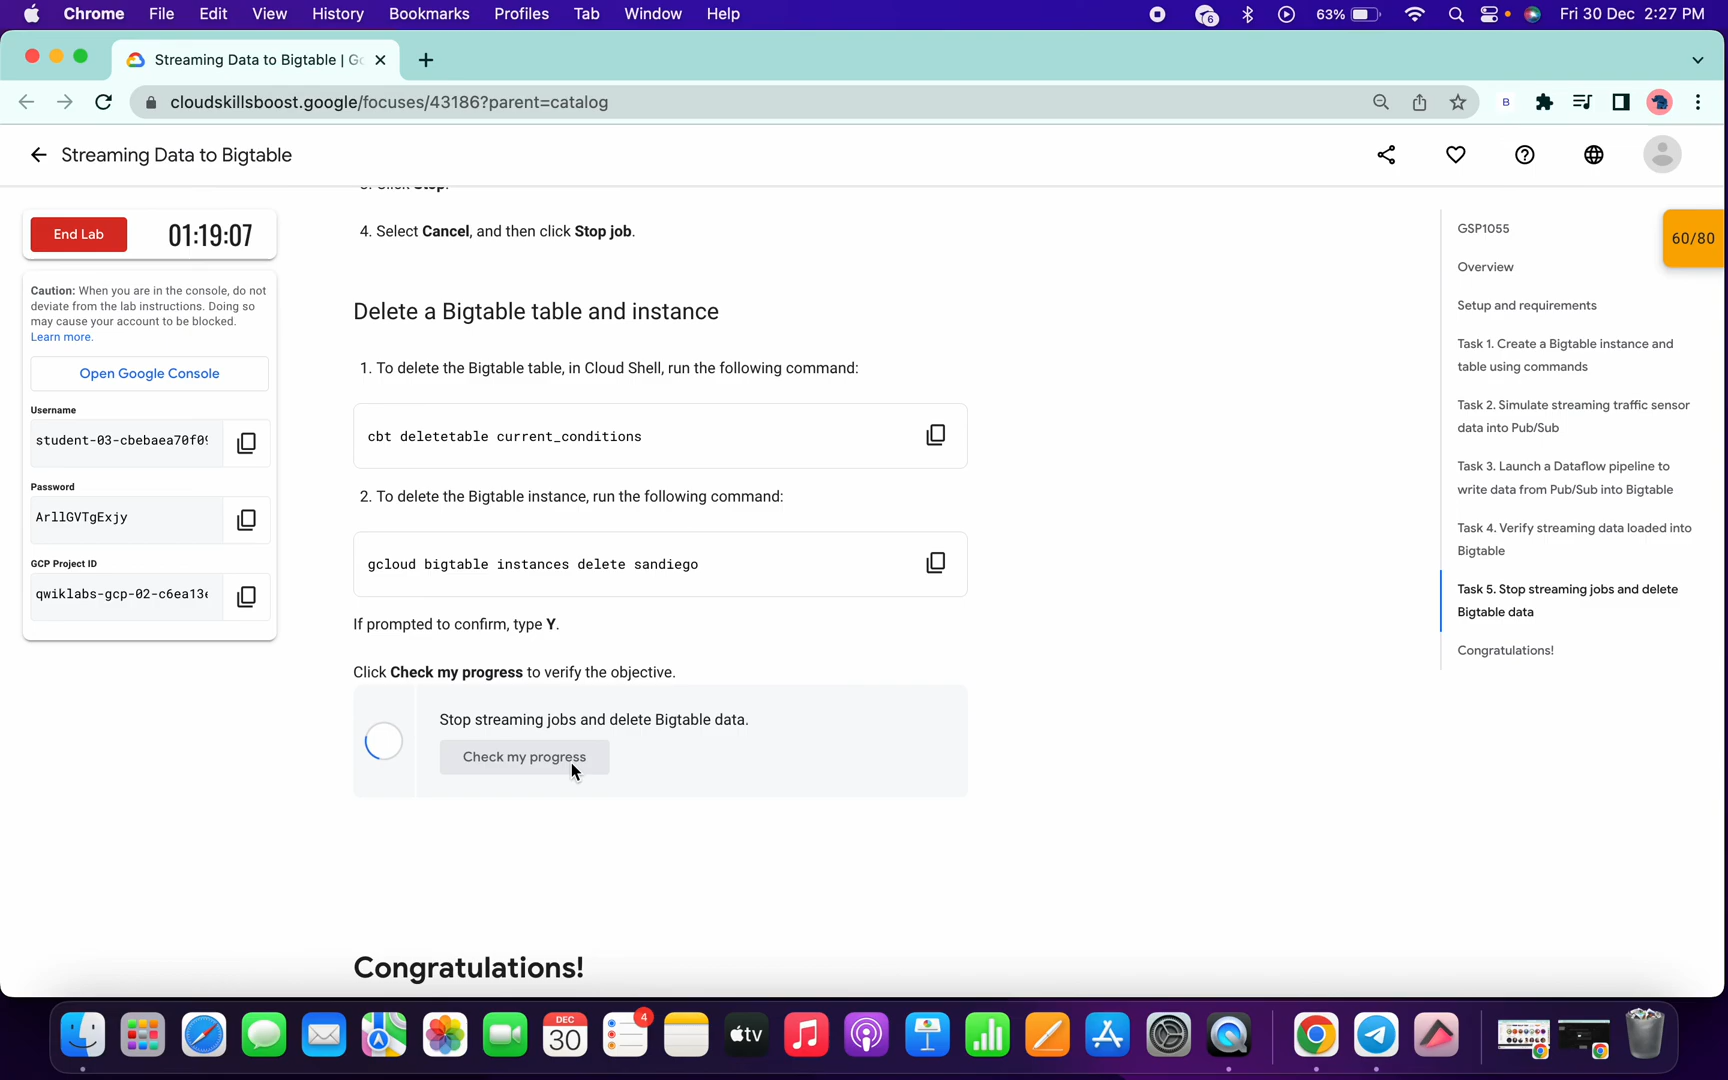 Chrome File Edit View History Bookmarks Profiles Tab Window Help 6 63% Fri 30 Dec 2:27 PM
Streaming Data to Bigtable | Go
cloudskillsboost.google/focuses/43186?parent=catalog B
Streaming Data to Bigtable
3. Click Stop.
End Lab 01:19:07
4. Select Cancel, and then click Stop job.
Caution: When you are in the console, do not
deviate from the lab instructions. Doing so
may cause your account to be blocked.
Learn more.
Open Google Console
Username
student-03-cbebaea70f09
Password
ArllGVTgExjy
GCP Project ID
qwiklabs-gcp-02-c6ea13e
Delete a Bigtable table and instance
1. To delete the Bigtable table, in Cloud Shell, run the following command:
cbt deletetable current_conditions
2. To delete the Bigtable instance, run the following command:
gcloud bigtable instances delete sandiego
If prompted to confirm, type Y.
Click Check my progress to verify the objective.
Stop streaming jobs and delete Bigtable data.
Check my progress
Congratulations!
GSP1055
60/80
Overview
Setup and requirements
Task 1. Create a Bigtable instance and
table using commands
Task 2. Simulate streaming traffic sensor
data into Pub/Sub
Task 3. Launch a Dataflow pipeline to
write data from Pub/Sub into Bigtable
Task 4. Verify streaming data loaded into
Bigtable
Task 5. Stop streaming jobs and delete
Bigtable data
Congratulations!
DEC
30
4
tv